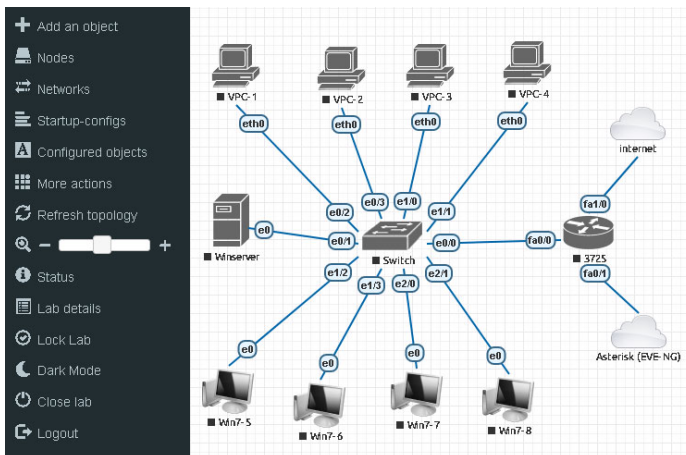 Add an object
Nodes
Networks
Startup-configs
Configured objects
More actions
Refresh topology
Status
Lab details
Lock Lab
Dark Mode
Close lab
Logout
VPC-1
VPC-2
VPC-3
VPC-4
eth0
eth0
eth0
eth0
internet
e0/2
e0/3
e1/0
e1/1
fa1/0
Winserver
e0
e0/1
Switch
e0/0
fa0/0
3725
e1/2
e1/3
e2/0
e2/1
fa0/1
Asterisk (EVE-NG)
e0
e0
e0
e0
Win7-5
Win7-6
Win7-7
Win7-8